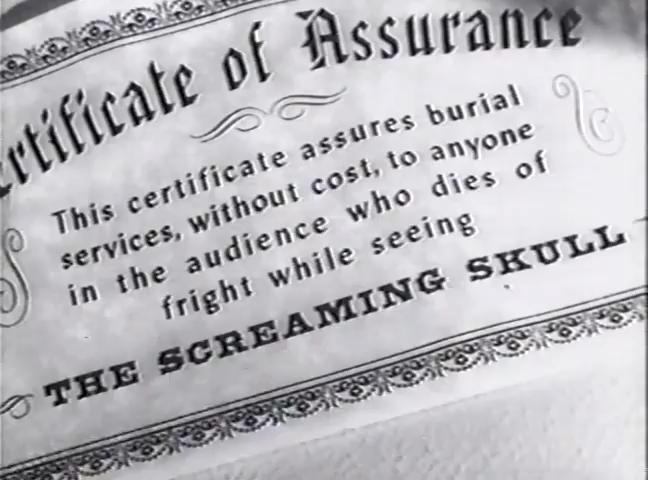 ertificate of Assurance
This certificate assures burial
services, without cost, to anyone
in the audience who dies of
fright while seeing
THE SCREAMING SKULL